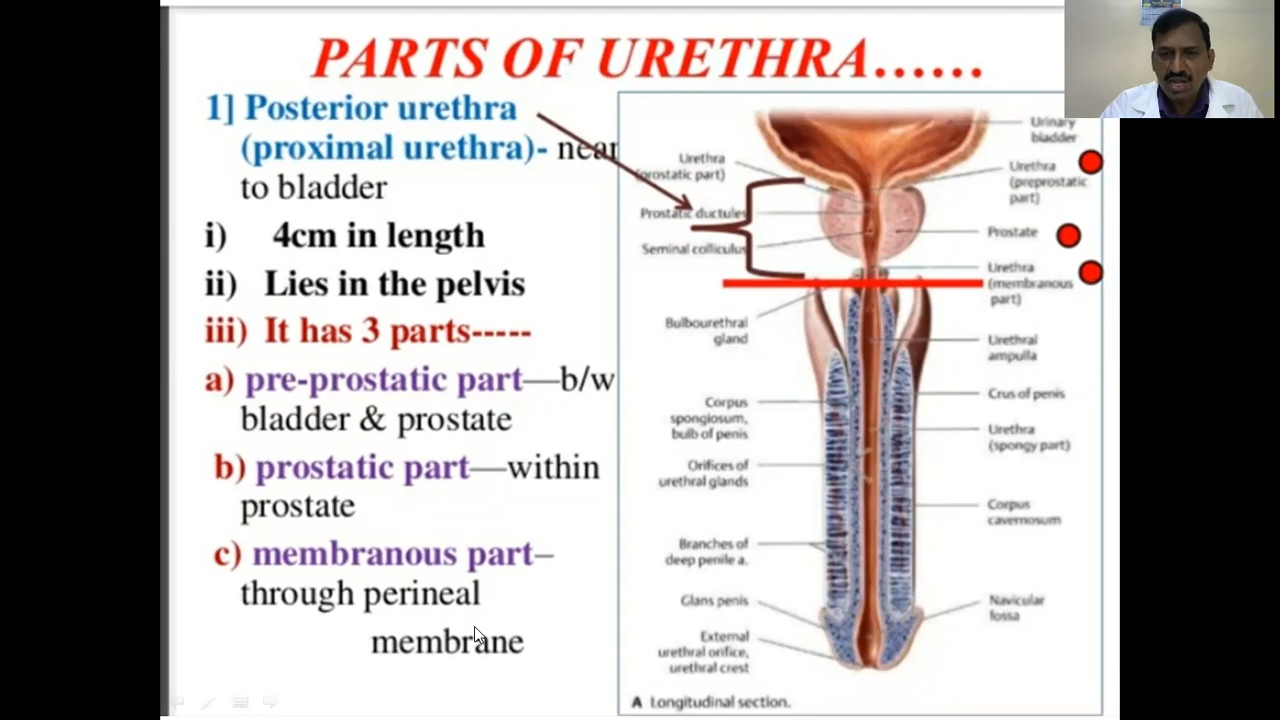 PARTS OF URETHRA……
1] Posterior urethra
(proximal urethra)- near
to bladder
i) 4cm in length
ii) Lies in the pelvis
iii) It has 3 parts-----
a) pre-prostatic part—b/w
bladder & prostate
b) prostatic part—within
prostate
c) membranous part–
through perineal
membrane
Urethra
(prostatic part)
Prostatic ductules
Seminal colliculus
Bulbourethral
gland
Corpus
spongiosum,
bulb of penis
Orifices of
urethral glands
Branches of
deep penile a.
Glans penis
External
urethral orifice,
urethral crest
Urinary
bladder
Urethra
(preprostatic
part)
Prostate
Urethra
(membranous
part)
Urethral
ampulla
Crus of penis
Urethra
(spongy part)
Corpus
cavernosum
Navicular
fossa
A Longitudinal section.